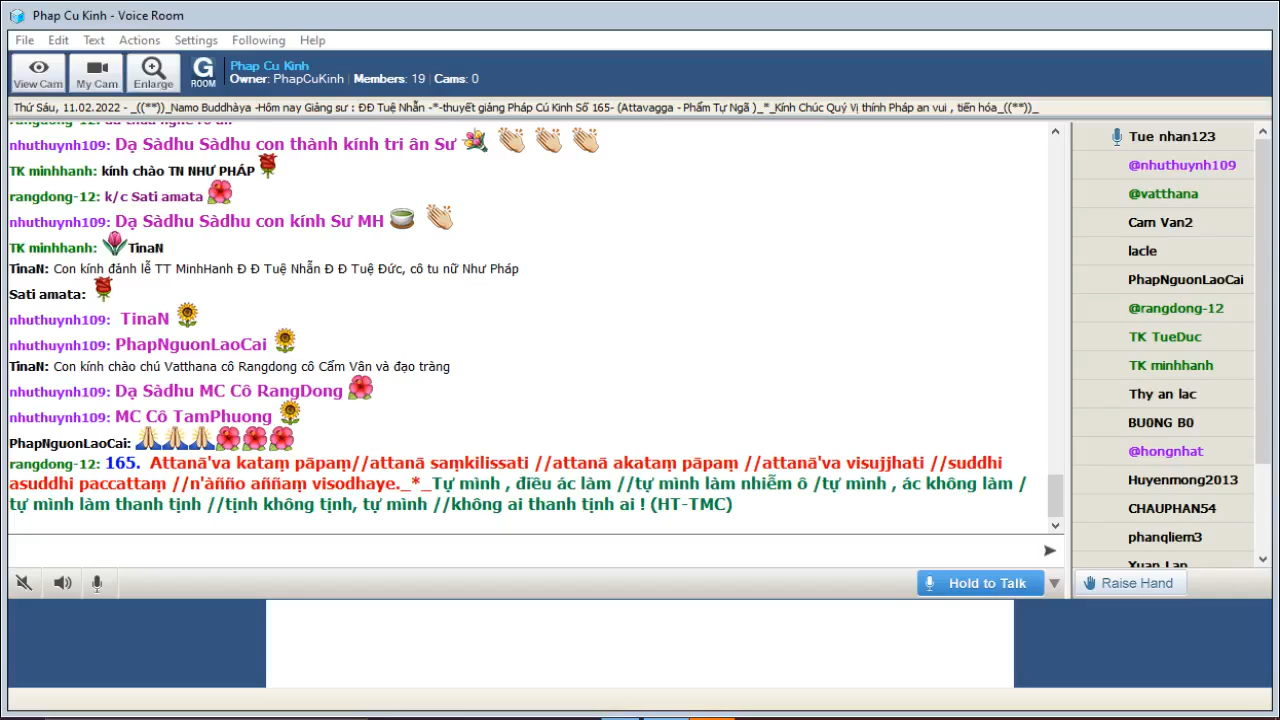 Phap Cu Kinh - Voice Room
File Edit Text Actions Settings Following Help
View Cam My Cam Enlarge G ROOM
Phap Cu Kinh
Owner: PhapCuKinh | Members: 19 | Cams: 0
Thứ Sáu, 11.02.2022 - _((**))_Namo Buddhàya -Hôm nay Giảng sư : ĐĐ Tuệ Nhẫn -*-thuyết giảng Pháp Cú Kinh Số 165- (Attavagga - Phẩm Tự Ngã )_*_Kính Chúc Quý Vị thính Pháp an vui , tiến hóa_((**))_
nhuthuynh109: Dạ Sàdhu Sàdhu con thành kính tri ân Sư
TK minhhanh: kính chào TN NHƯ PHÁP
rangdong-12: k/c Sati amata
nhuthuynh109: Dạ Sàdhu Sàdhu con kính Sư MH
TK minhhanh: TinaN
TinaN: Con kính đảnh lễ TT MinhHanh Đ Đ Tuệ Nhẫn Đ Đ Tuệ Đức, cô tu nữ Như Pháp
Sati amata:
nhuthuynh109: TinaN
nhuthuynh109: PhapNguonLaoCai
TinaN: Con kính chào chú Vatthana cô Rangdong cô Cẩm Vân và đạo tràng
nhuthuynh109: Dạ Sàdhu MC Cô RangDong
nhuthuynh109: MC Cô TamPhuong
PhapNguonLaoCai:
rangdong-12: 165. Attanā'va kataṃ pāpaṃ//attanā saṃkilissati //attanā akataṃ pāpaṃ //attanā'va visujjhati //suddhi
asuddhi paccattaṃ //n'àñño aññaṃ visodhaye._*_Tự mình , điều ác làm //tự mình làm nhiễm ô /tự mình , ác không làm /
tự mình làm thanh tịnh //tịnh không tịnh, tự mình //không ai thanh tịnh ai ! (HT-TMC)
Tue nhan123
@nhuthuynh109
@vatthana
Cam Van2
lacle
PhapNguonLaoCai
@rangdong-12
TK TueDuc
TK minhhanh
Thy an lac
BU0NG B0
@hongnhat
Huyenmong2013
CHAUPHAN54
phanqliem3
Xuan Lan
Hold to Talk
Raise Hand